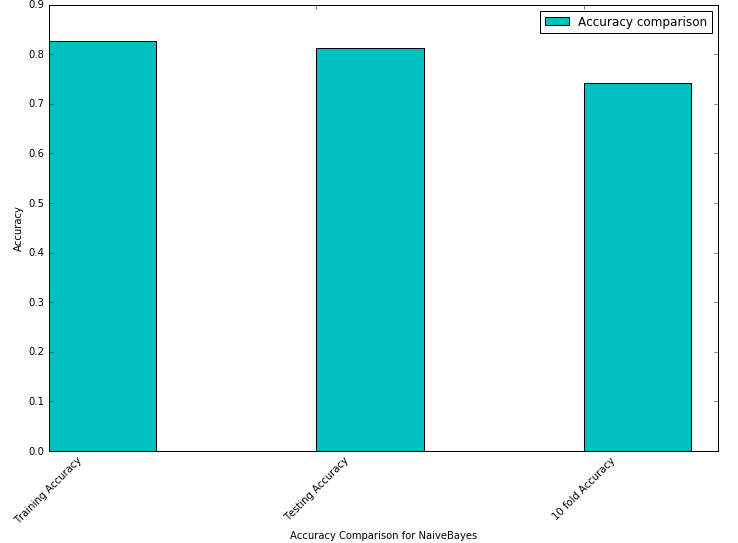 Accuracy comparison
0.9
0.8
0.7
0.6
0.5
0.4
0.3
0.2
0.1
0.0
Accuracy
Training Accuracy
Testing Accuracy
10 fold Accuracy
Accuracy Comparison for NaiveBayes